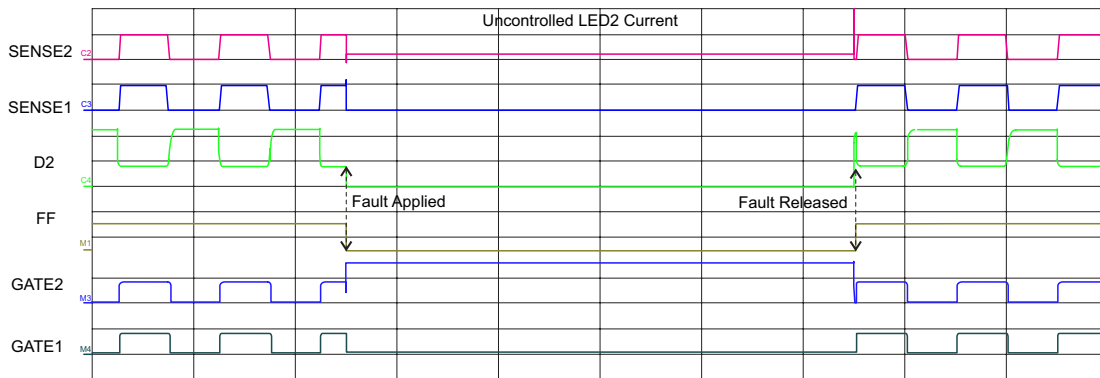 Uncontrolled LED2 Current
SENSE2 C2
SENSE1 C3
D2
C4
Fault Applied
Fault Released
FF
M1
GATE2
M3
GATE1 M4